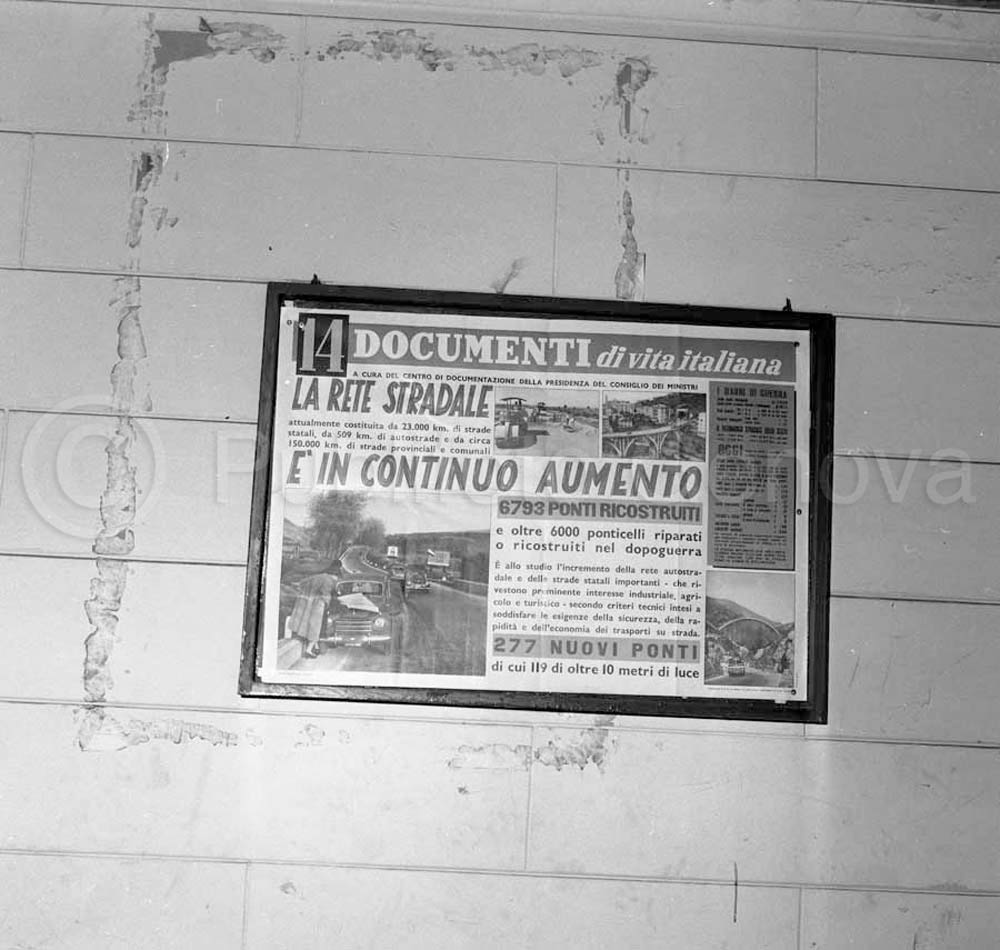 14 DOCUMENTI di vita italiana
A CURA DEL CENTRO DI DOCUMENTAZIONE DELLA PRESIDENZA DEL CONSIGLIO DEI MINISTRI
LA RETE STRADALE
attualmente costituita da 23.000 km. di strade
statali, da 509 km. di autostrade e da circa
150.000 km. di strade provinciali e comunali
E' IN CONTINUO AUMENTO
6793 PONTI RICOSTRUITI
e oltre 6000 ponticelli riparati
o ricostruiti nel dopoguerra
È allo studio l'incremento della rete autostra-
dale e delle strade statali importanti - che ri-
vestono preminente interesse industriale, agri-
colo e turistico - secondo criteri tecnici intesi a
soddisfare le esigenze della sicurezza, della ra-
pidità e dell'economia dei trasporti su strada.
277 NUOVI PONTI
di cui 119 di oltre 10 metri di luce
I DANNI DI GUERRA
OGGI
©